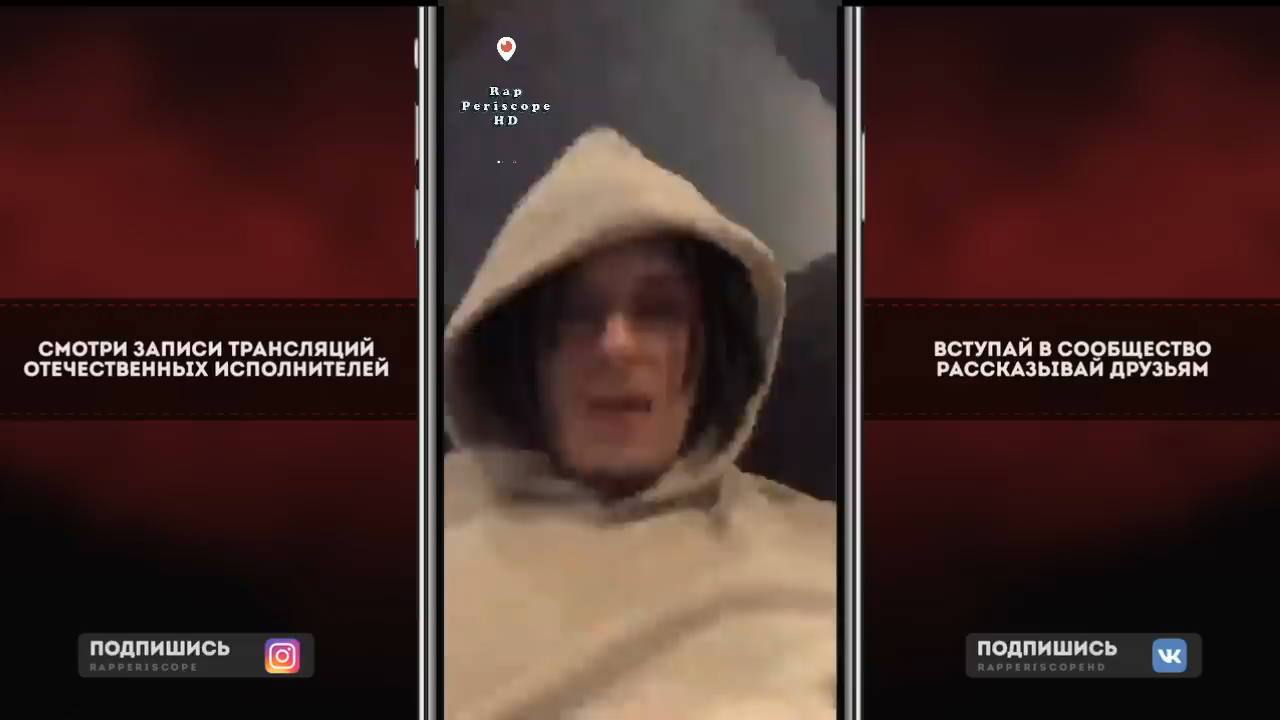 Rap
Periscope
HD
СМОТРИ ЗАПИСИ ТРАНСЛЯЦИЙ
ОТЕЧЕСТВЕННЫХ ИСПОЛНИТЕЛЕЙ
ВСТУПАЙ В СООБЩЕСТВО
РАССКАЗЫВАЙ ДРУЗЬЯМ
ПОДПИШИСЬ
RAPPERISCOPE
ПОДПИШИСЬ
RAPPERISCOPEHD